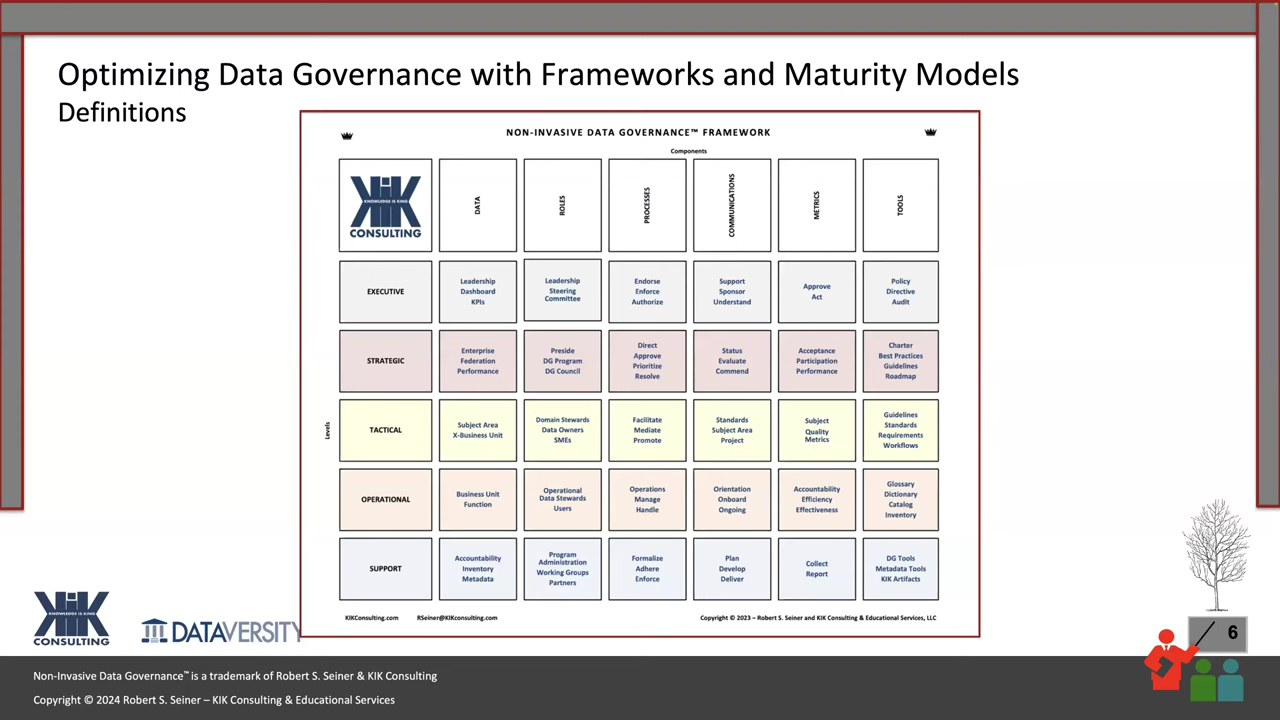 Optimizing Data Governance with Frameworks and Maturity Models
Definitions
NON-INVASIVE DATA GOVERNANCE™ FRAMEWORK
Components
KIK
KNOWLEDGE IS KING
CONSULTING
DATA
ROLES
PROCESSES
COMMUNICATIONS
METRICS
TOOLS
Levels
EXECUTIVE
Leadership
Dashboard
KPIs
Leadership
Steering
Committee
Endorse
Enforce
Authorize
Support
Sponsor
Understand
Approve
Act
Policy
Directive
Audit
STRATEGIC
Enterprise
Federation
Performance
Preside
DG Program
DG Council
Direct
Approve
Prioritize
Resolve
Status
Evaluate
Commend
Acceptance
Participation
Performance
Charter
Best Practices
Guidelines
Roadmap
TACTICAL
Subject Area
X-Business Unit
Domain Stewards
Data Owners
SMEs
Facilitate
Mediate
Promote
Standards
Subject Area
Project
Subject
Quality
Metrics
Guidelines
Standards
Requirements
Workflows
OPERATIONAL
Business Unit
Function
Operational
Data Stewards
Users
Operations
Manage
Handle
Orientation
Onboard
Ongoing
Accountability
Efficiency
Effectiveness
Glossary
Dictionary
Catalog
Inventory
SUPPORT
Accountability
Inventory
Metadata
Program
Administration
Working Groups
Partners
Formalize
Adhere
Enforce
Plan
Develop
Deliver
Collect
Report
DG Tools
Metadata Tools
KIK Artifacts
KIKConsulting.com RSeiner@KIKconsulting.com
Copyright © 2023 – Robert S. Seiner and KIK Consulting & Educational Services, LLC
KIK
KNOWLEDGE IS KING
CONSULTING
DATAVERSITY
6
Non-Invasive Data Governance™ is a trademark of Robert S. Seiner & KIK Consulting
Copyright © 2024 Robert S. Seiner – KIK Consulting & Educational Services